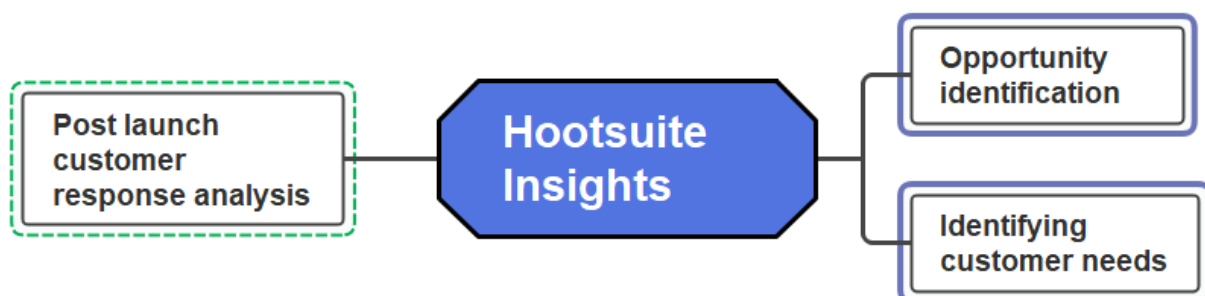 Post launch
customer
response analysis
Hootsuite
Insights
Opportunity
identification
Identifying
customer needs